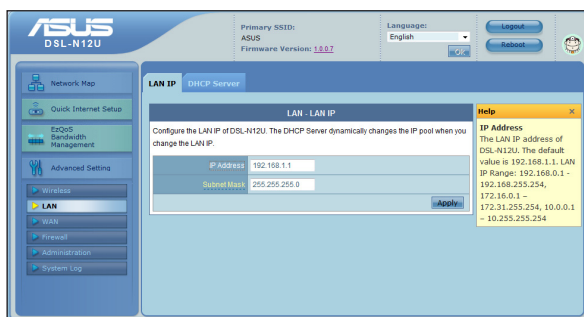 ASUS
DSL-N12U
Primary SSID:
ASUS
Firmware Version: 1.0.0.7
Language:
English
OK
Logout
Reboot
Network Map
Quick Internet Setup
EzQoS
Bandwidth
Management
Advanced Setting
Wireless
LAN
WAN
Firewall
Administration
System Log
LAN IP
DHCP Server
LAN - LAN IP
Configure the LAN IP of DSL-N12U. The DHCP Server dynamically changes the IP pool when you
change the LAN IP.
IP Address 192.168.1.1
Subnet Mask 255.255.255.0
Apply
Help ×
IP Address
The LAN IP address of
DSL-N12U. The default
value is 192.168.1.1. LAN
IP Range: 192.168.0.1 -
192.168.255.254,
172.16.0.1 –
172.31.255.254, 10.0.0.1
– 10.255.255.254